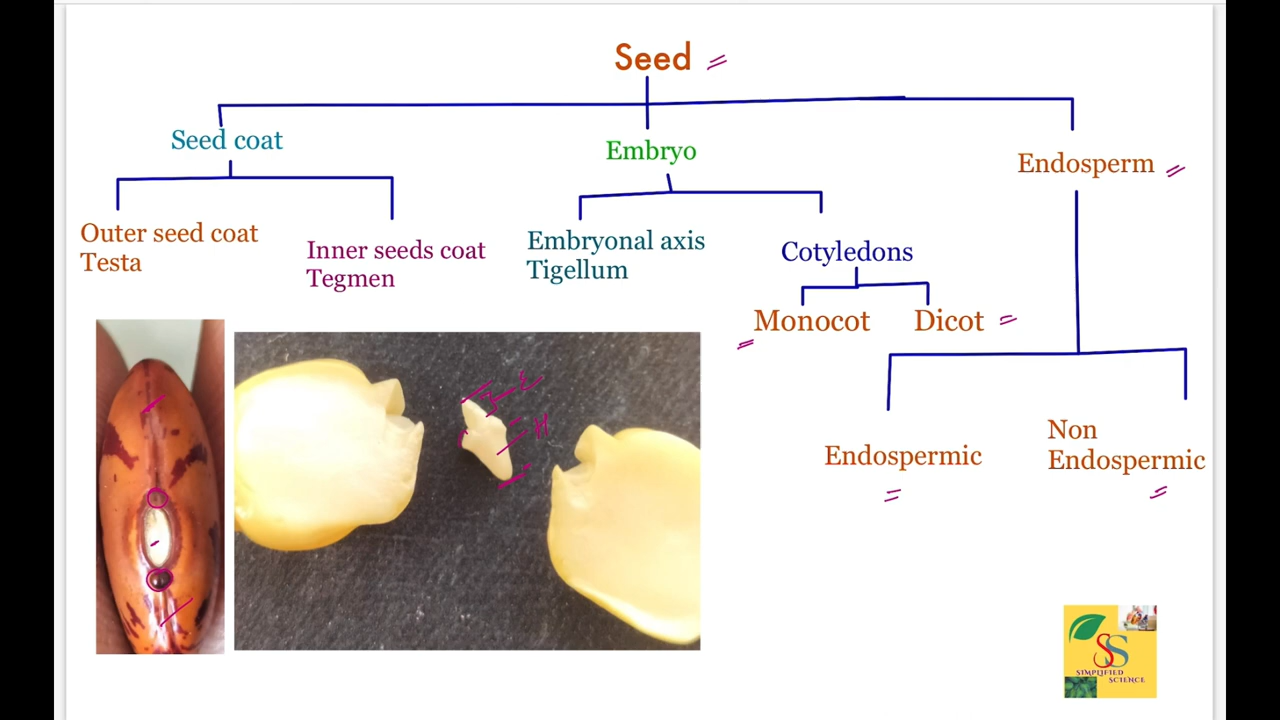 Seed
Seed coat
Embryo
Endosperm
Outer seed coat
Testa
Inner seeds coat
Tegmen
Embryonal axis
Tigellum
Cotyledons
Monocot
Dicot
Endospermic
Non
Endospermic
SS
SIMPLIFIED
SCIENCE